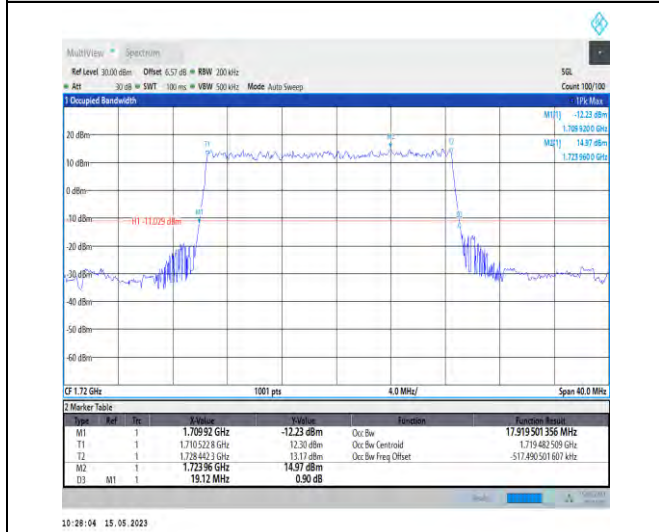 MultiView Spectrum
Ref Level 30.00 dBm Offset 6.57 dB RBW 200 kHz SGL
Att 30 dB SWT 100 ms VBW 500 kHz Mode Auto Sweep Count 100/100
1 Occupied Bandwidth 1Pk Max
M1[1] -12.23 dBm
1.709 920 0 GHz
M2[1] 14.97 dBm
1.723 960 0 GHz
20 dBm
T1 M2 T2
10 dBm
0 dBm
-10 dBm
M1
H1 -11.029 dBm
-30 dBm
-40 dBm
-50 dBm
-60 dBm
CF 1.72 GHz 1001 pts 4.0 MHz/ Span 40.0 MHz
2 Marker Table
Type Ref Trc X-Value Y-Value Function Function Result
M1 1 1.709 92 GHz -12.23 dBm Occ Bw 17.919 501 356 MHz
T1 1 1.710 522 8 GHz 12.30 dBm Occ Bw Centroid 1.719 482 509 GHz
T2 1 1.728 442 3 GHz 13.17 dBm Occ Bw Freq Offset -517.490 501 607 kHz
M2 1 1.723 96 GHz 14.97 dBm
D3 M1 1 19.12 MHz 0.90 dB
10:28:04 15.05.2023